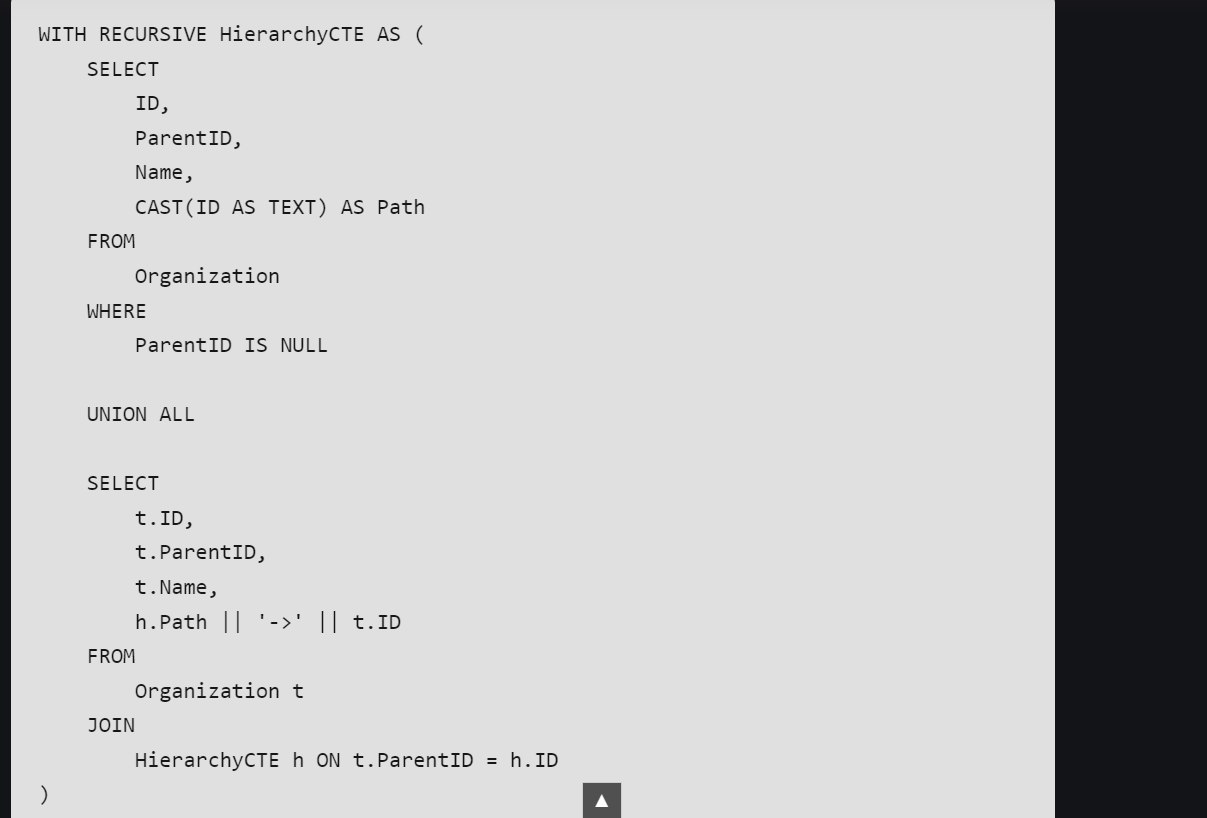 WITH RECURSIVE HierarchyCTE AS (
    SELECT
        ID,
        ParentID,
        Name,
        CAST(ID AS TEXT) AS Path
    FROM
        Organization
    WHERE
        ParentID IS NULL

    UNION ALL

    SELECT
        t.ID,
        t.ParentID,
        t.Name,
        h.Path || '->' || t.ID
    FROM
        Organization t
    JOIN
        HierarchyCTE h ON t.ParentID = h.ID
)